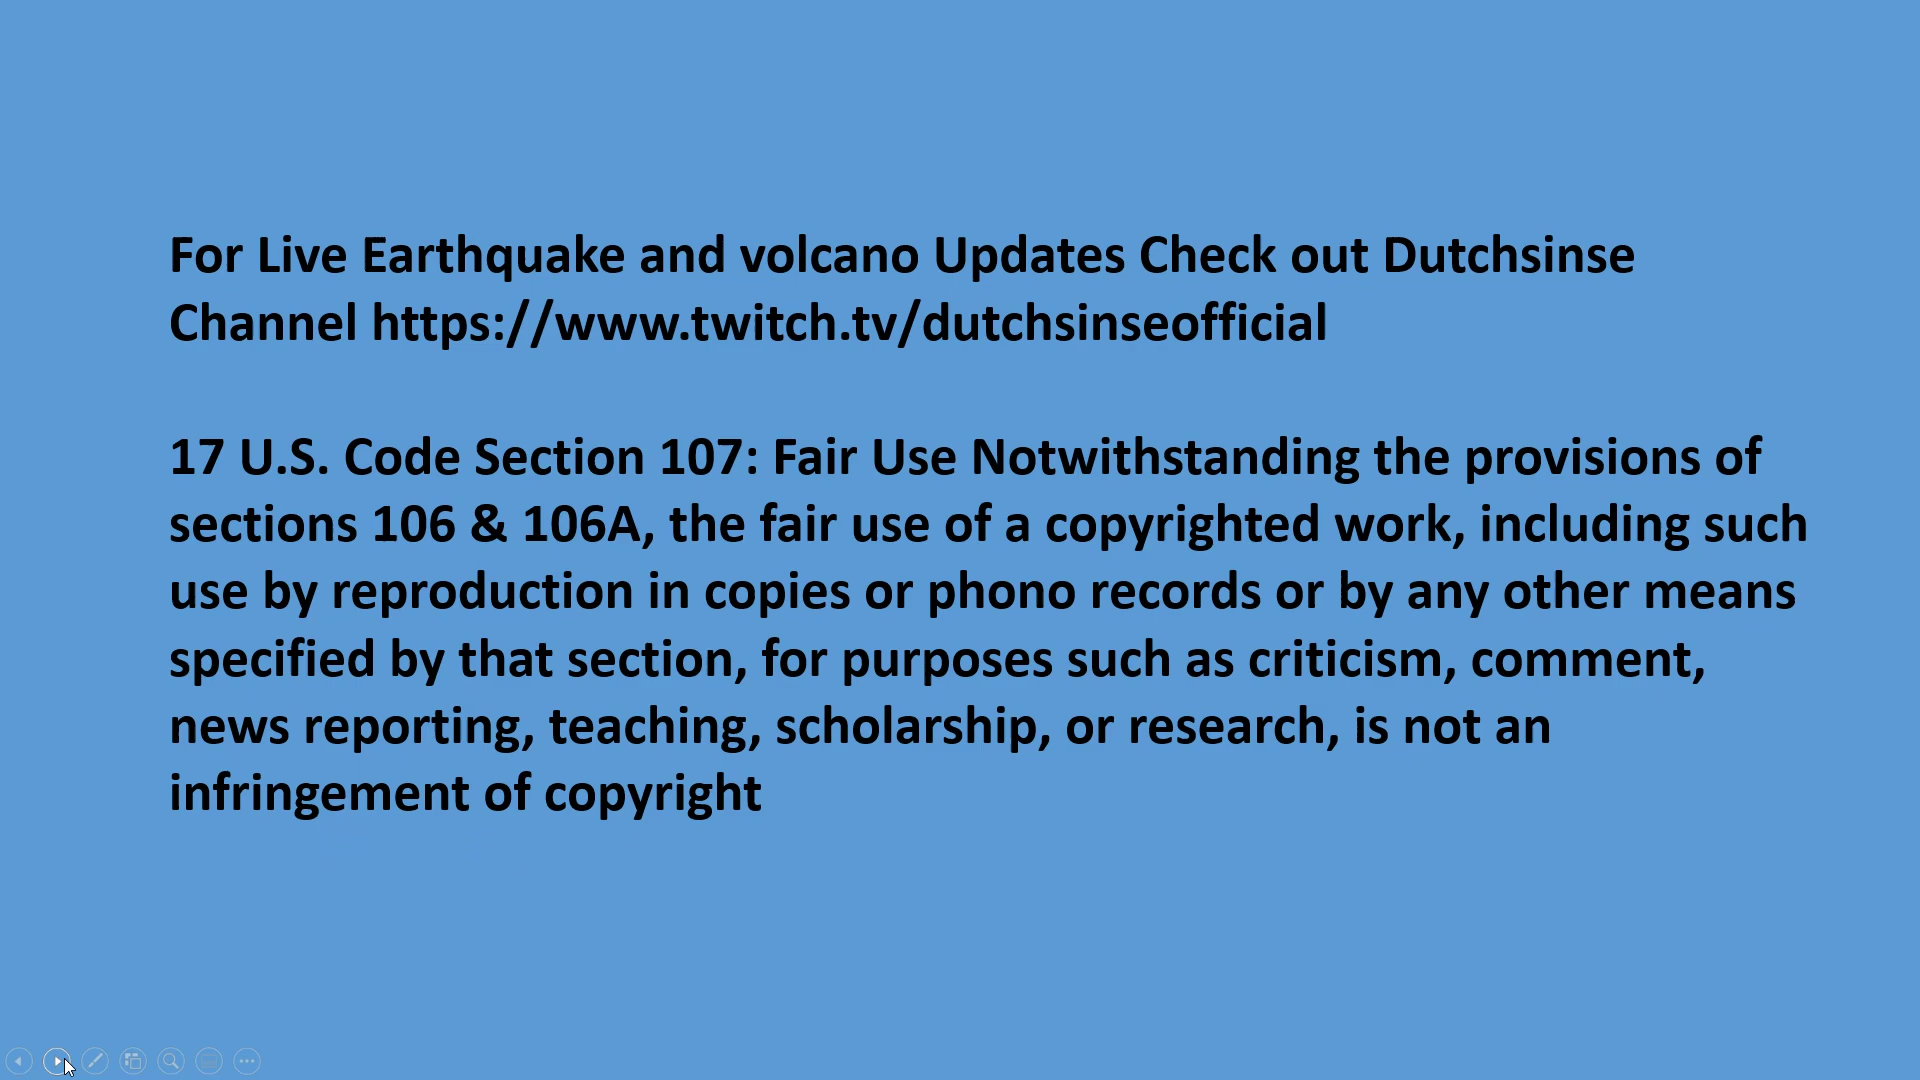 For Live Earthquake and volcano Updates Check out Dutchsinse
Channel https://www.twitch.tv/dutchsinseofficial
17 U.S. Code Section 107: Fair Use Notwithstanding the provisions of
sections 106 & 106A, the fair use of a copyrighted work, including such
use by reproduction in copies or phono records or by any other means
specified by that section, for purposes such as criticism, comment,
news reporting, teaching, scholarship, or research, is not an
infringement of copyright